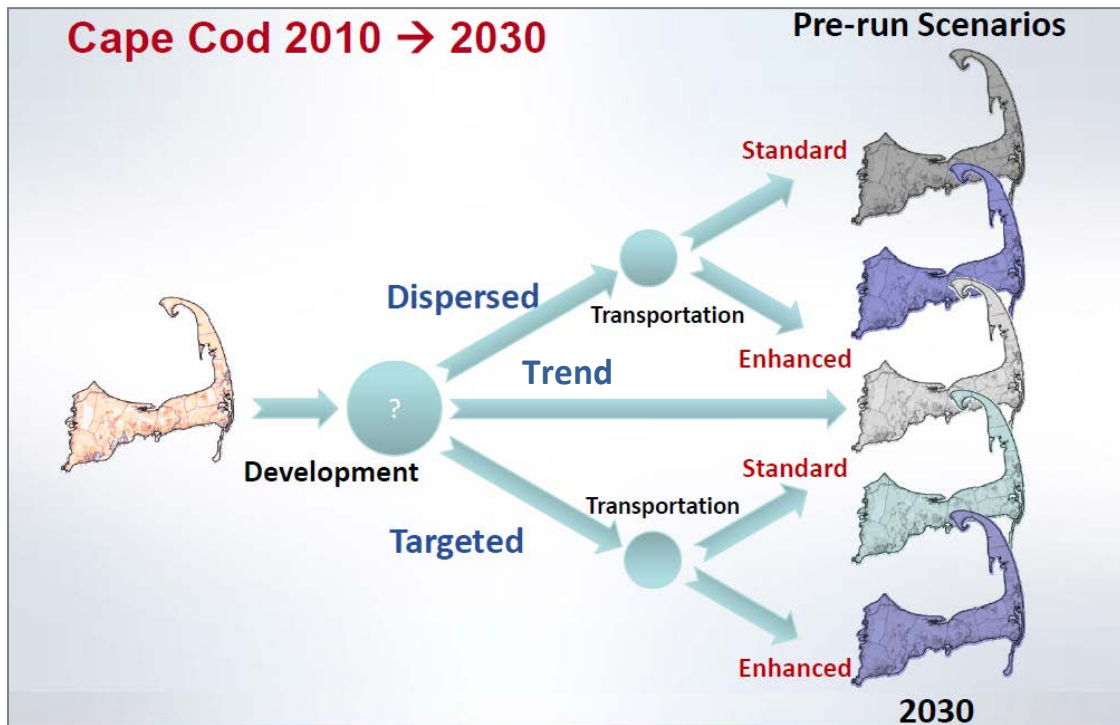 Cape Cod 2010 → 2030
Pre-run Scenarios
Standard
Dispersed
Transportation
Enhanced
Trend
?
Development
Standard
Transportation
Targeted
Enhanced
2030